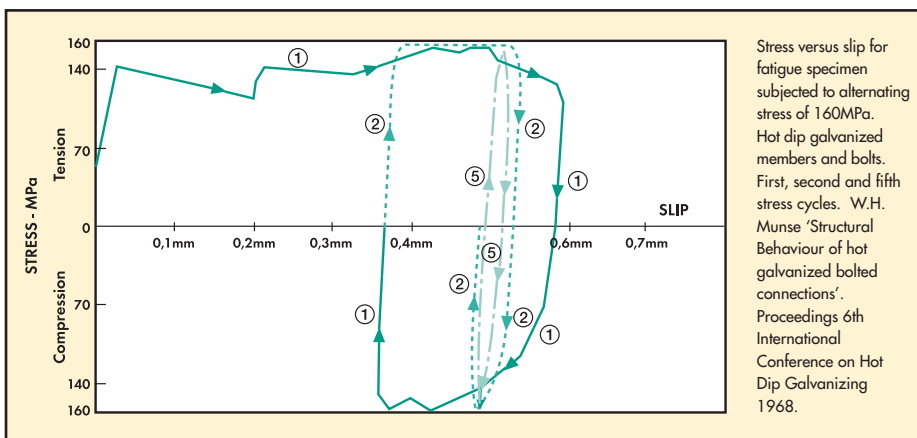 160
140
70
0
70
140
160
STRESS - MPa
Tension
Compression
1
2
2
5
1
SLIP
0,1mm
0,2mm
0,3mm
0,4mm
0,6mm
0,7mm
5
2
1
2
1
Stress versus slip for
fatigue specimen
subjected to alternating
stress of 160MPa.
Hot dip galvanized
members and bolts.
First, second and fifth
stress cycles. W.H.
Munse ‘Structural
Behaviour of hot
galvanized bolted
connections’.
Proceedings 6th
International
Conference on Hot
Dip Galvanizing
1968.